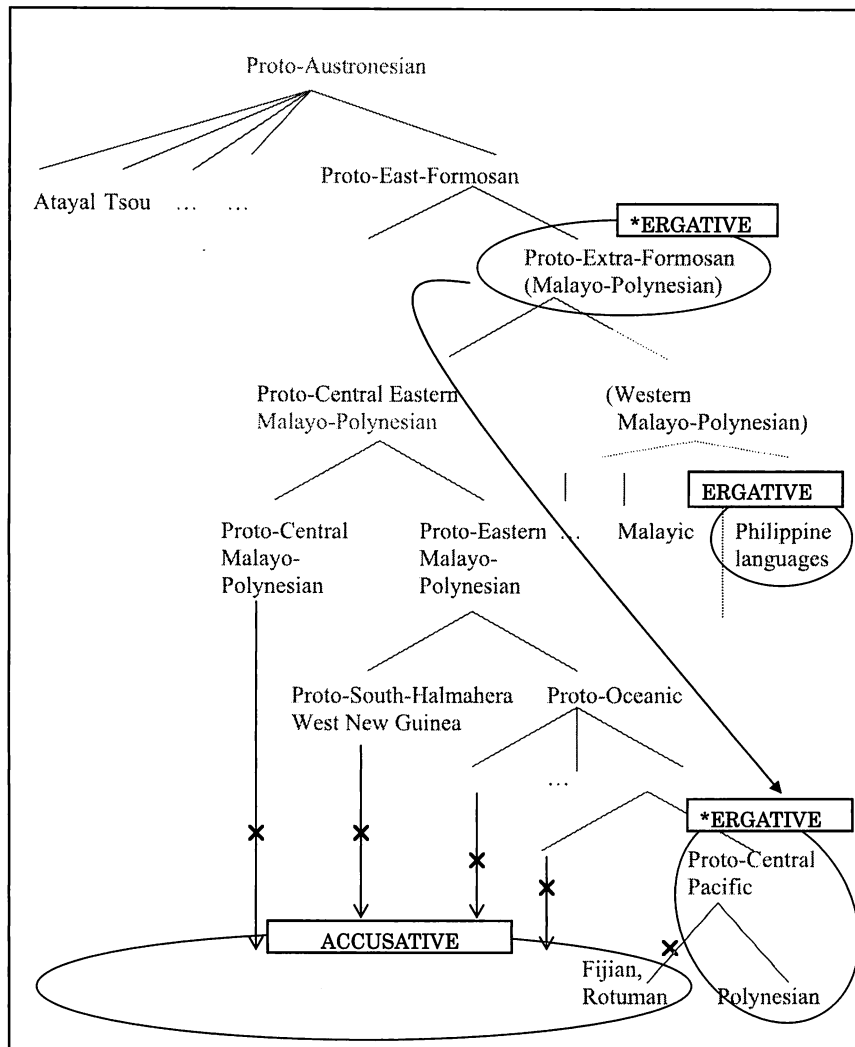 Proto-Austronesian
Proto-East-Formosan
Atayal Tsou … …
*ERGATIVE
Proto-Extra-Formosan
(Malayo-Polynesian)
Proto-Central Eastern
Malayo-Polynesian
(Western
Malayo-Polynesian)
ERGATIVE
Proto-Central
Malayo-
Polynesian
Proto-Eastern
Malayo-
Polynesian
…
Malayic
Philippine
languages
Proto-South-Halmahera
West New Guinea
Proto-Oceanic
…
*ERGATIVE
Proto-Central
Pacific
ACCUSATIVE
Fijian,
Rotuman
Polynesian